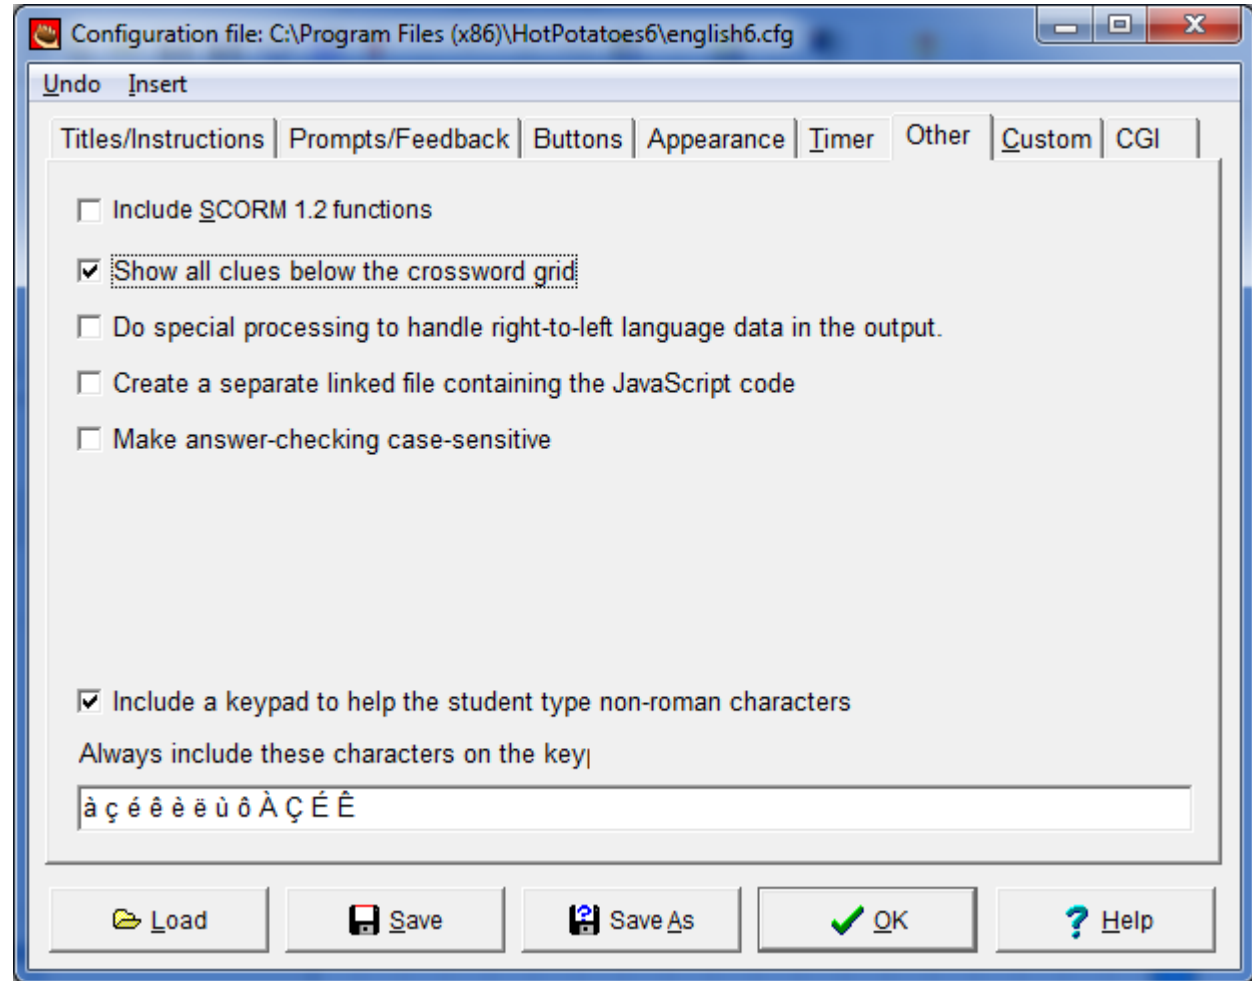 Configuration file: C:\Program Files (x86)\HotPotatoes6\english6.cfg
Undo Insert
Titles/Instructions Prompts/Feedback Buttons Appearance Timer Other Custom CGI
Include SCORM 1.2 functions
Show all clues below the crossword grid
Do special processing to handle right-to-left language data in the output.
Create a separate linked file containing the JavaScript code
Make answer-checking case-sensitive
Include a keypad to help the student type non-roman characters
Always include these characters on the key
à ç é ê è ë ù ô À Ç É Ê
Load Save Save As OK Help